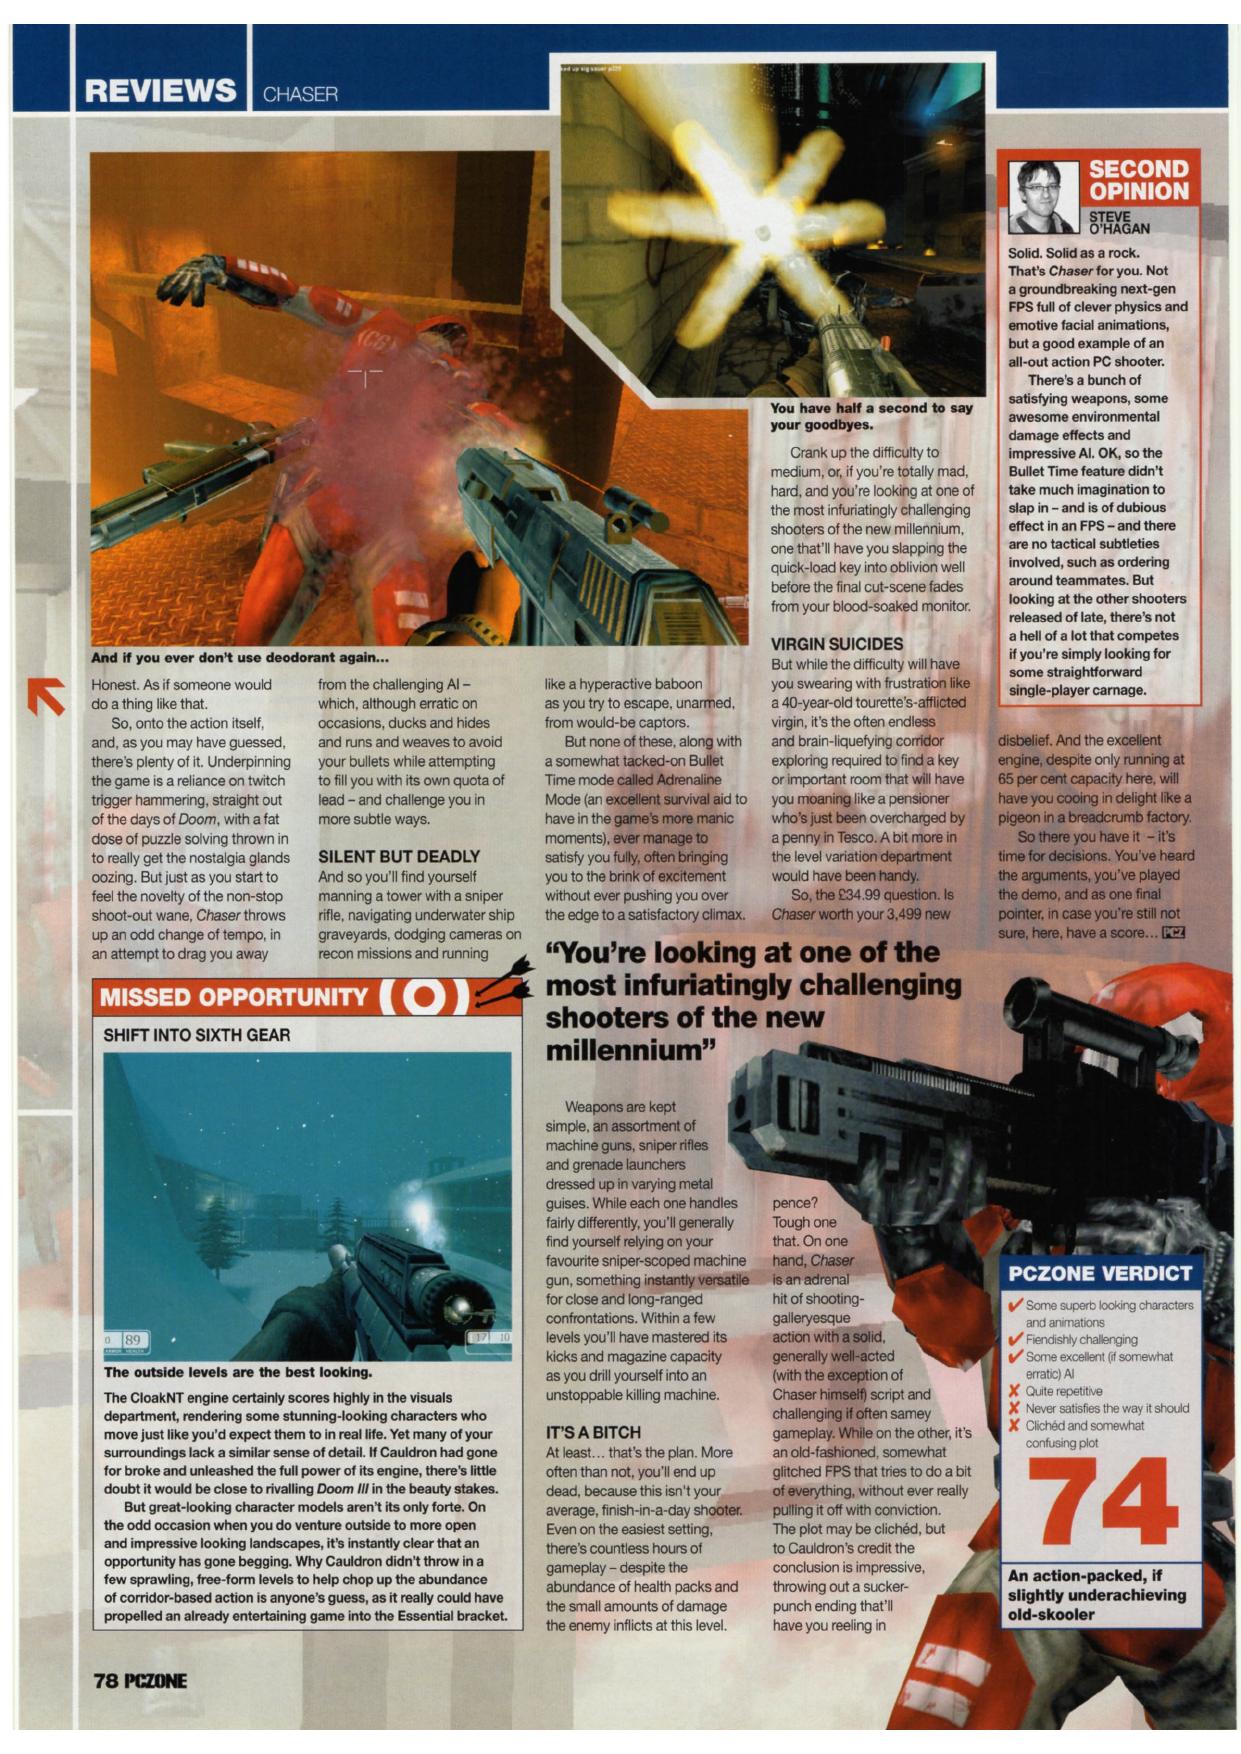 REVIEWS
CHASER
ked up sig sauer p226
And if you ever don't use deodorant again...
Honest. As if someone would
do a thing like that.
So, onto the action itself,
and, as you may have guessed,
there's plenty of it. Underpinning
the game is a reliance on twitch
trigger hammering, straight out
of the days of Doom, with a fat
dose of puzzle solving thrown in
to really get the nostalgia glands
oozing. But just as you start to
feel the novelty of the non-stop
shoot-out wane, Chaser throws
up an odd change of tempo, in
an attempt to drag you away
from the challenging AI –
which, although erratic on
occasions, ducks and hides
and runs and weaves to avoid
your bullets while attempting
to fill you with its own quota of
lead – and challenge you in
more subtle ways.
SILENT BUT DEADLY
And so you'll find yourself
manning a tower with a sniper
rifle, navigating underwater ship
graveyards, dodging cameras on
recon missions and running
like a hyperactive baboon
as you try to escape, unarmed,
from would-be captors.
But none of these, along with
a somewhat tacked-on Bullet
Time mode called Adrenaline
Mode (an excellent survival aid to
have in the game's more manic
moments), ever manage to
satisfy you fully, often bringing
you to the brink of excitement
without ever pushing you over
the edge to a satisfactory climax.
"You're looking at one of the
most infuriatingly challenging
shooters of the new
millennium"
Weapons are kept
simple, an assortment of
machine guns, sniper rifles
and grenade launchers
dressed up in varying metal
guises. While each one handles
fairly differently, you'll generally
find yourself relying on your
favourite sniper-scoped machine
gun, something instantly versatile
for close and long-ranged
confrontations. Within a few
levels you'll have mastered its
kicks and magazine capacity
as you drill yourself into an
unstoppable killing machine.
IT'S A BITCH
At least... that's the plan. More
often than not, you'll end up
dead, because this isn't your
average, finish-in-a-day shooter.
Even on the easiest setting,
there's countless hours of
gameplay – despite the
abundance of health packs and
the small amounts of damage
the enemy inflicts at this level.
You have half a second to say
your goodbyes.
Crank up the difficulty to
medium, or, if you're totally mad,
hard, and you're looking at one of
the most infuriatingly challenging
shooters of the new millennium,
one that'll have you slapping the
quick-load key into oblivion well
before the final cut-scene fades
from your blood-soaked monitor.
VIRGIN SUICIDES
But while the difficulty will have
you swearing with frustration like
a 40-year-old tourette's-afflicted
virgin, it's the often endless
and brain-liquefying corridor
exploring required to find a key
or important room that will have
you moaning like a pensioner
who's just been overcharged by
a penny in Tesco. A bit more in
the level variation department
would have been handy.
So, the £34.99 question. Is
Chaser worth your 3,499 new
pence?
Tough one
that. On one
hand, Chaser
is an adrenal
hit of shooting-
galleryesque
action with a solid,
generally well-acted
(with the exception of
Chaser himself) script and
challenging if often samey
gameplay. While on the other, it's
an old-fashioned, somewhat
glitched FPS that tries to do a bit
of everything, without ever really
pulling it off with conviction.
The plot may be clichéd, but
to Cauldron's credit the
conclusion is impressive,
throwing out a sucker-
punch ending that'll
have you reeling in
disbelief. And the excellent
engine, despite only running at
65 per cent capacity here, will
have you cooing in delight like a
pigeon in a breadcrumb factory.
So there you have it – it's
time for decisions. You've heard
the arguments, you've played
the demo, and as one final
pointer, in case you're still not
sure, here, have a score... PCZ
SECOND
OPINION
STEVE
O'HAGAN
Solid. Solid as a rock.
That's Chaser for you. Not
a groundbreaking next-gen
FPS full of clever physics and
emotive facial animations,
but a good example of an
all-out action PC shooter.
There's a bunch of
satisfying weapons, some
awesome environmental
damage effects and
impressive AI. OK, so the
Bullet Time feature didn't
take much imagination to
slap in – and is of dubious
effect in an FPS – and there
are no tactical subtleties
involved, such as ordering
around teammates. But
looking at the other shooters
released of late, there's not
a hell of a lot that competes
if you're simply looking for
some straightforward
single-player carnage.
MISSED OPPORTUNITY
SHIFT INTO SIXTH GEAR
0 89
ARMOR HEALTH
17 10
The outside levels are the best looking.
The CloakNT engine certainly scores highly in the visuals
department, rendering some stunning-looking characters who
move just like you'd expect them to in real life. Yet many of your
surroundings lack a similar sense of detail. If Cauldron had gone
for broke and unleashed the full power of its engine, there's little
doubt it would be close to rivalling Doom III in the beauty stakes.
But great-looking character models aren't its only forte. On
the odd occasion when you do venture outside to more open
and impressive looking landscapes, it's instantly clear that an
opportunity has gone begging. Why Cauldron didn't throw in a
few sprawling, free-form levels to help chop up the abundance
of corridor-based action is anyone's guess, as it really could have
propelled an already entertaining game into the Essential bracket.
PCZONE VERDICT
✓ Some superb looking characters
and animations
✓ Fiendishly challenging
✓ Some excellent (if somewhat
erratic) AI
✗ Quite repetitive
✗ Never satisfies the way it should
✗ Clichéd and somewhat
confusing plot
74
An action-packed, if
slightly underachieving
old-skooler
78 PCZONE